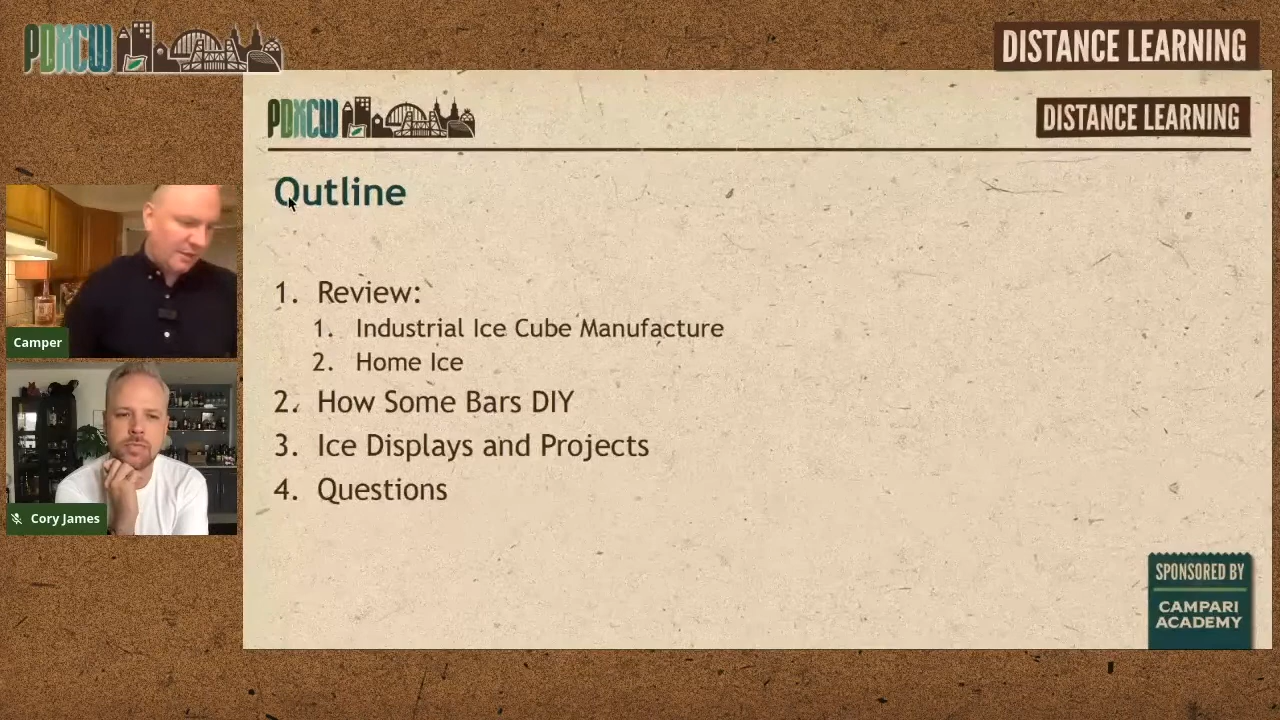 PDXCW
DISTANCE LEARNING
PDXCW
DISTANCE LEARNING
Outline
1. Review:
1. Industrial Ice Cube Manufacture
2. Home Ice
2. How Some Bars DIY
3. Ice Displays and Projects
4. Questions
Camper
Cory James
SPONSORED BY
CAMPARI
ACADEMY